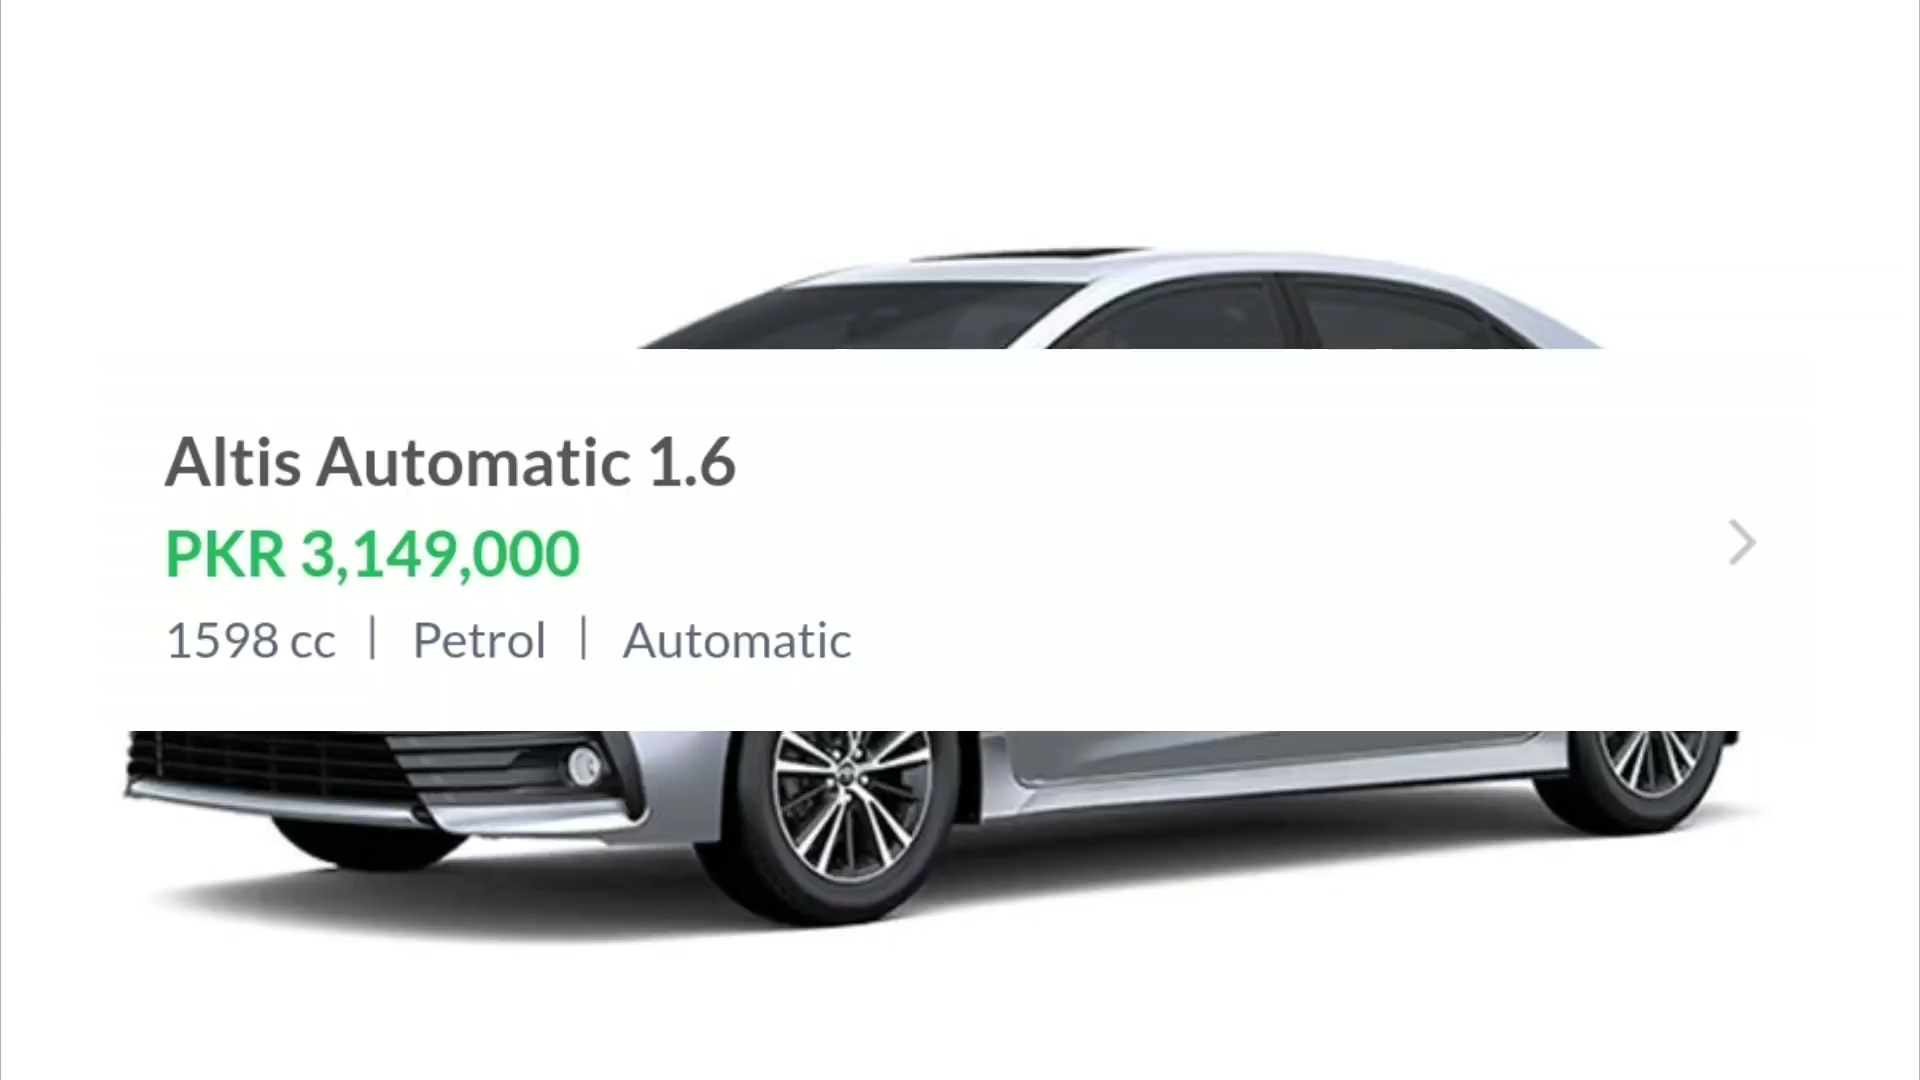 Altis Automatic 1.6
PKR 3,149,000
1598 cc | Petrol | Automatic